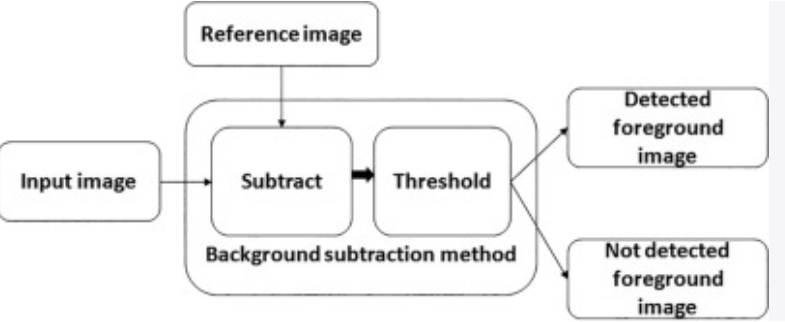 Reference image
Input image
Subtract
Threshold
Background subtraction method
Detected
foreground
image
Not detected
foreground
image